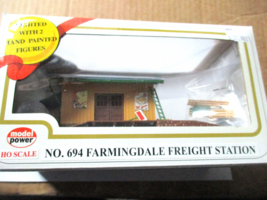 LIGHTED
WITH 2
HAND PAINTED
FIGURES
model
power
HO SCALE
NO. 694 FARMINGDALE FREIGHT STATION